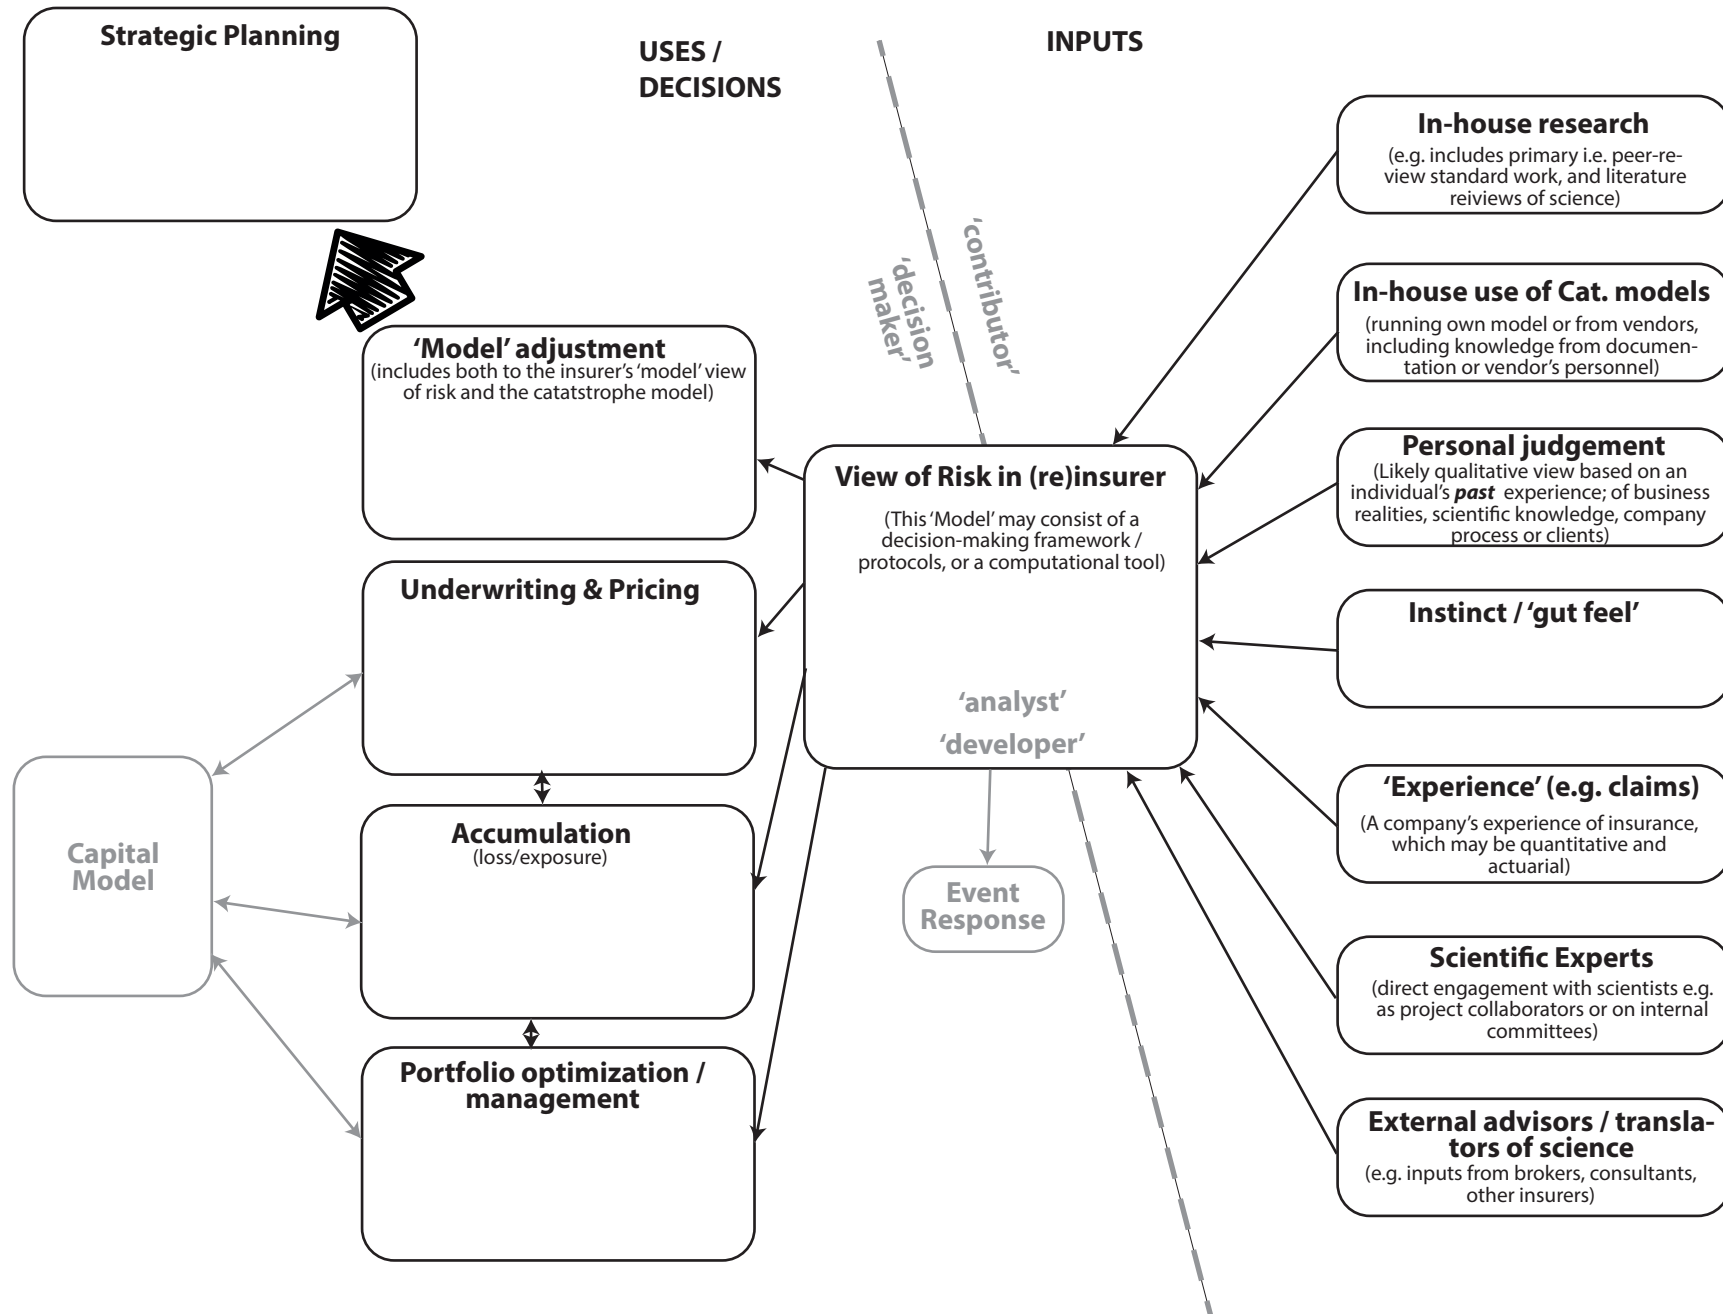 Strategic Planning
USES /
DECISIONS
INPUTS
'decision
maker'
'contributor'
'Model' adjustment
(includes both to the insurer's 'model' view
of risk and the catatstrophe model)
Underwriting & Pricing
Accumulation
(loss/exposure)
Portfolio optimization /
management
Capital
Model
View of Risk in (re)insurer
(This 'Model' may consist of a
decision-making framework /
protocols, or a computational tool)
'analyst'
'developer'
Event
Response
In-house research
(e.g. includes primary i.e. peer-re-
view standard work, and literature
reiviews of science)
In-house use of Cat. models
(running own model or from vendors,
including knowledge from documen-
tation or vendor's personnel)
Personal judgement
(Likely qualitative view based on an
individual's past experience; of business
realities, scientific knowledge, company
process or clients)
Instinct / 'gut feel'
'Experience' (e.g. claims)
(A company's experience of insurance,
which may be quantitative and
actuarial)
Scientific Experts
(direct engagement with scientists e.g.
as project collaborators or on internal
committees)
External advisors / transla-
tors of science
(e.g. inputs from brokers, consultants,
other insurers)